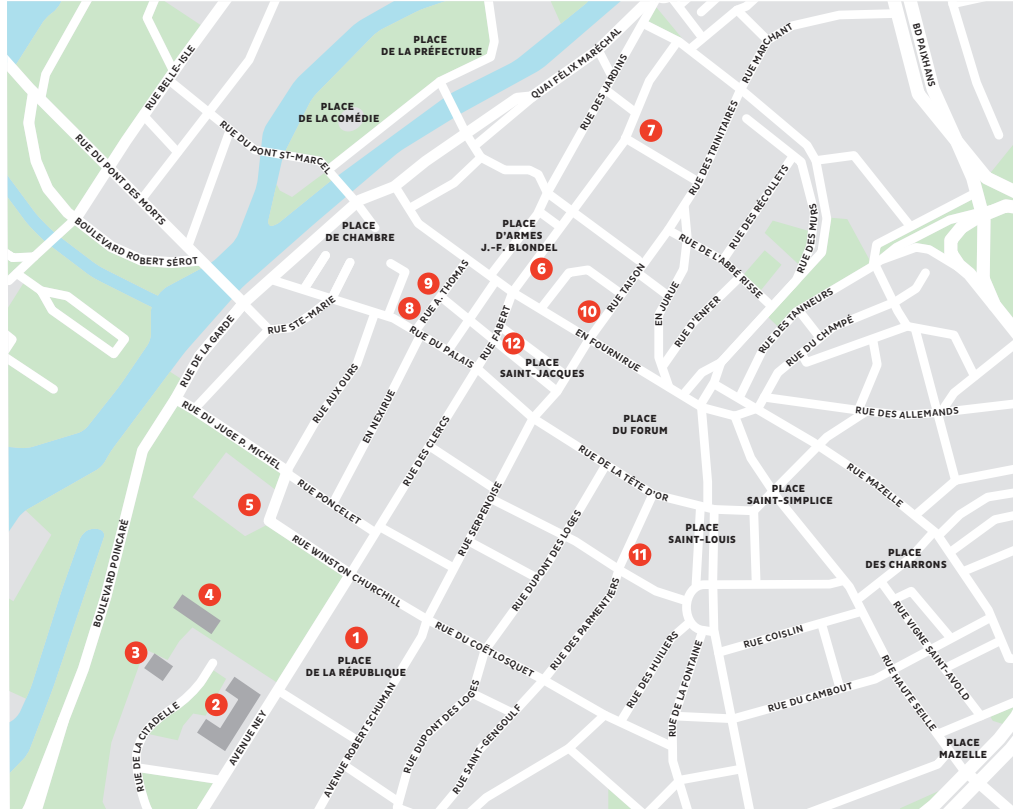 PLACE
DE LA PRÉFECTURE
BD PAIXHANS
RUE MARCHANT
QUAI FÉLIX MARÉCHAL
RUE BELLE-ISLE
PLACE
DE LA COMÉDIE
RUE DES JARDINS
7
RUE DU PONT ST-MARCEL
RUE DU PONT DES MORTS
RUE DES TRINITAIRES
RUE DES RÉCOLLETS
RUE DES MURS
BOULEVARD ROBERT SÉROT
PLACE
DE CHAMBRE
PLACE
D'ARMES
J.-F. BLONDEL
6
RUE DE L'ABBÉ RISSE
9
RUE A. THOMAS
8
RUE TAISON
EN JURUE
RUE D'ENFER
RUE DES TANNEURS
RUE DU CHAMPÉ
RUE STE-MARIE
RUE DE LA GARDE
RUE DU PALAIS
RUE FABERT
10
EN FOURNIRUE
12
PLACE
SAINT-JACQUES
RUE AUX OURS
EN NEXIRUE
RUE DES CLERCS
PLACE
DU FORUM
RUE DES ALLEMANDS
RUE DU JUGE P. MICHEL
RUE PONCELET
RUE DE LA TÊTE D'OR
RUE MAZELLE
PLACE
SAINT-SIMPLICE
5
RUE SERPENOISE
RUE DUPONT DES LOGES
PLACE
SAINT-LOUIS
11
PLACE
DES CHARRONS
BOULEVARD POINCARÉ
RUE WINSTON CHURCHILL
4
RUE DES PARMENTIERS
RUE VIGNE SAINT-AVOLD
3
1
PLACE
DE LA RÉPUBLIQUE
RUE DU COËTLOSQUET
RUE COISLIN
RUE DES HUILIERS
RUE DE LA FONTAINE
RUE DU CAMBOUT
RUE HAUTE SEILLE
2
RUE DE LA CITADELLE
AVENUE NEY
AVENUE ROBERT SCHUMAN
RUE DUPONT DES LOGES
RUE SAINT-GENGOULF
PLACE
MAZELLE